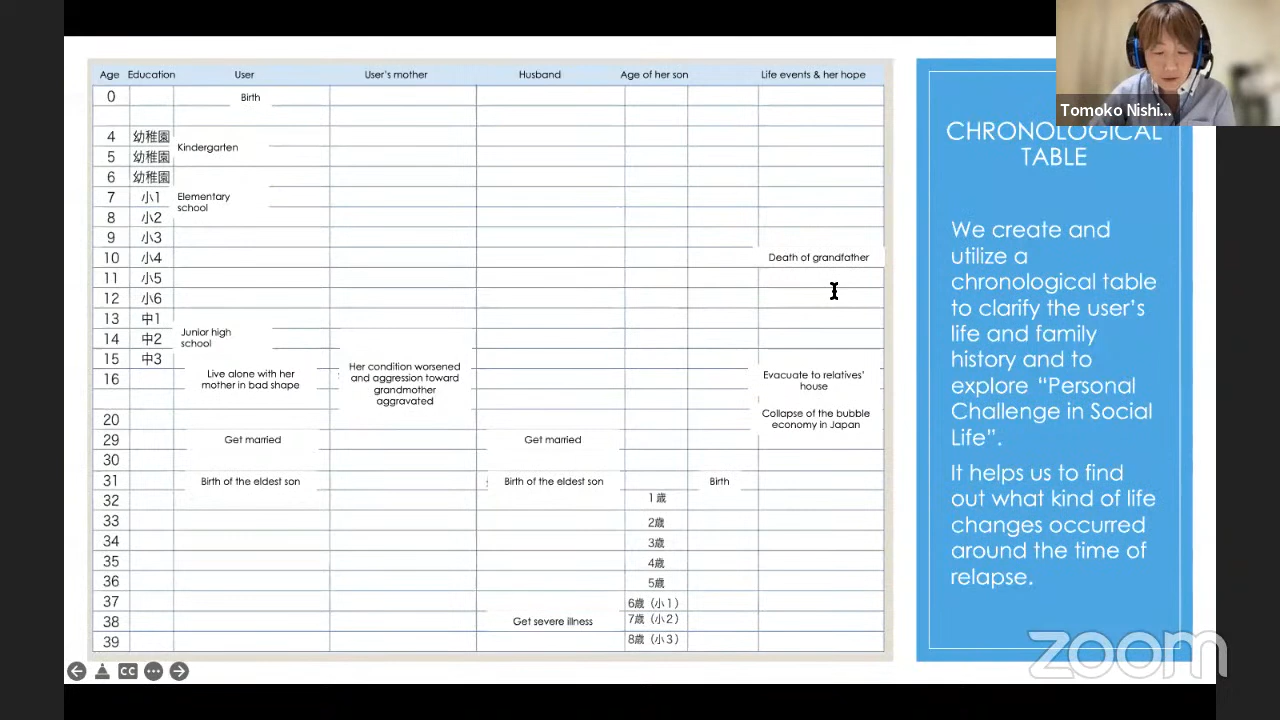 Age Education User User's mother Husband Age of her son Life events & her hope
0 Birth
4 幼稚園
Kindergarten
5 幼稚園
6 幼稚園
7 小1 Elementary
school
8 小2
9 小3
10 小4 Death of grandfather
11 小5
12 小6
13 中1
14 中2 Junior high
school
15 中3
16 Live alone with her
mother in bad shape
Her condition worsened
and aggression toward
grandmother
aggravated
Evacuate to relatives'
house
20 Collapse of the bubble
economy in Japan
29 Get married Get married
30
31 Birth of the eldest son Birth of the eldest son Birth
32 1歳
33 2歳
34 3歳
35 4歳
36 5歳
37 6歳（小1）
38 Get severe illness 7歳（小2）
39 8歳（小3）
CHRONOLOGICAL
TABLE
We create and
utilize a
chronological table
to clarify the user's
life and family
history and to
explore “Personal
Challenge in Social
Life”.
It helps us to find
out what kind of life
changes occurred
around the time of
relapse.
Tomoko Nishi...
CC
zoom